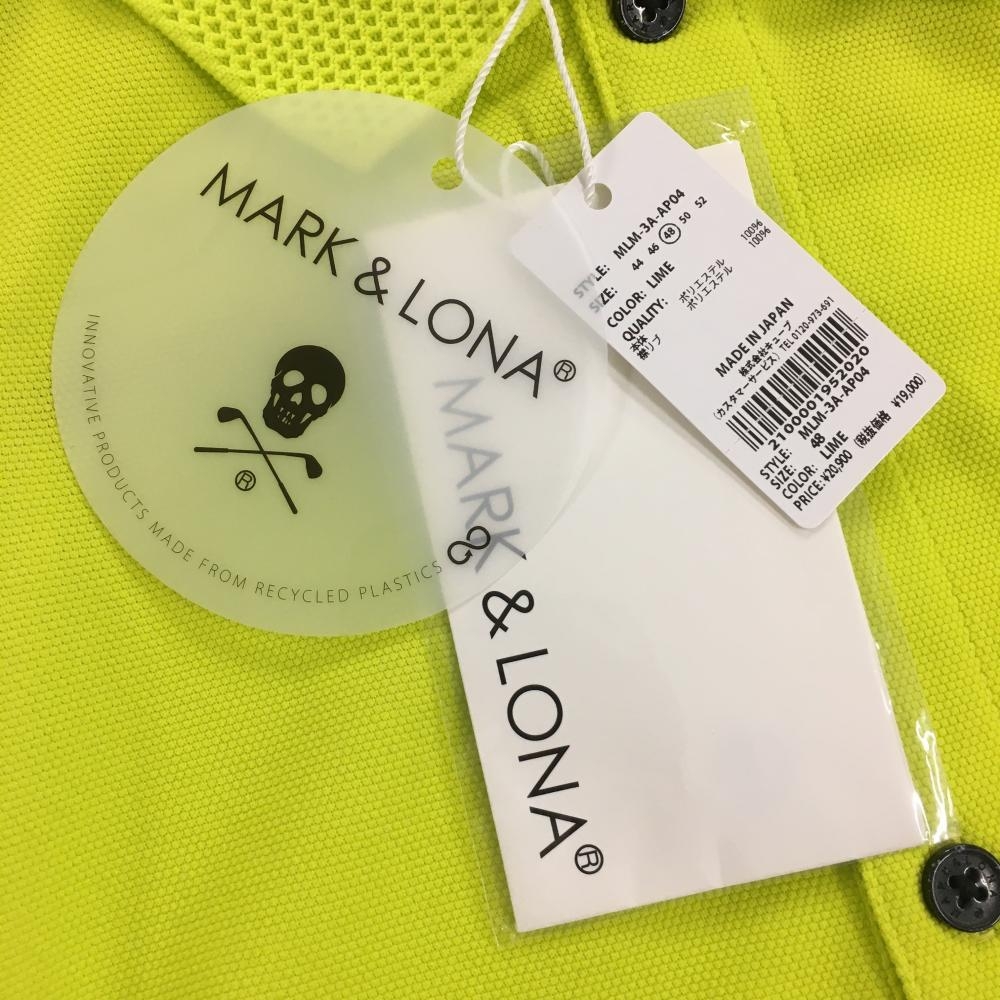 MARK & LONA®
®
INNOVATIVE PRODUCTS MADE FROM RECYCLED PLASTICS
MARK & LONA®
STYLE: MLM-3A-AP04
SIZE: 44 46 48 50 52
COLOR: LIME
QUALITY:
本体 ポリエステル 100%
襟リブ ポリエステル 100%
MADE IN JAPAN
株式会社キューブ
(カスタマーサービス) TEL 0120-973-691
2100001952020
STYLE: MLM-3A-AP04
SIZE: 48
COLOR: LIME
PRICE: ¥20,900 (税抜価格 ¥19,000)